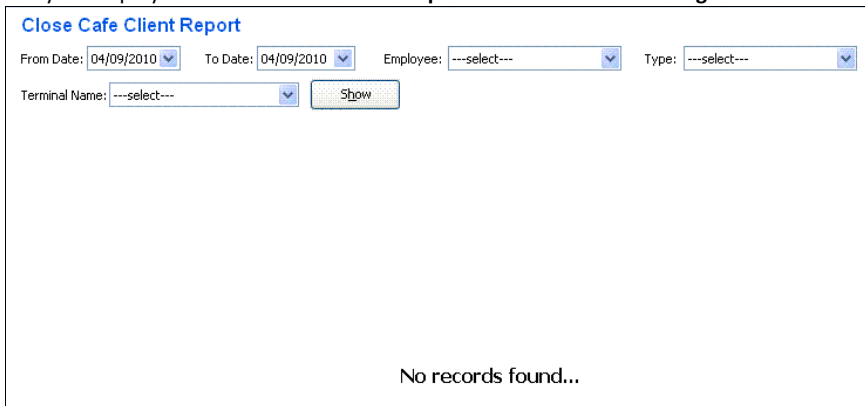 Close Cafe Client Report
From Date: 04/09/2010 To Date: 04/09/2010 Employee: ---select--- Type: ---select---
Terminal Name: ---select--- Show
No records found...